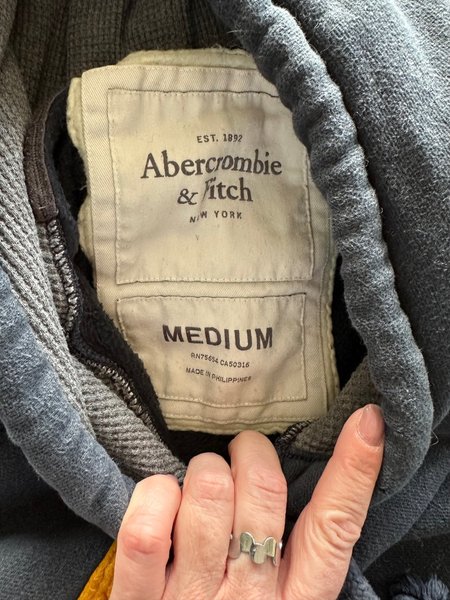 EST. 1892
Abercrombie
& Fitch
NEW YORK
MEDIUM
RN75654 CA50316
MADE IN PHILIPPINES